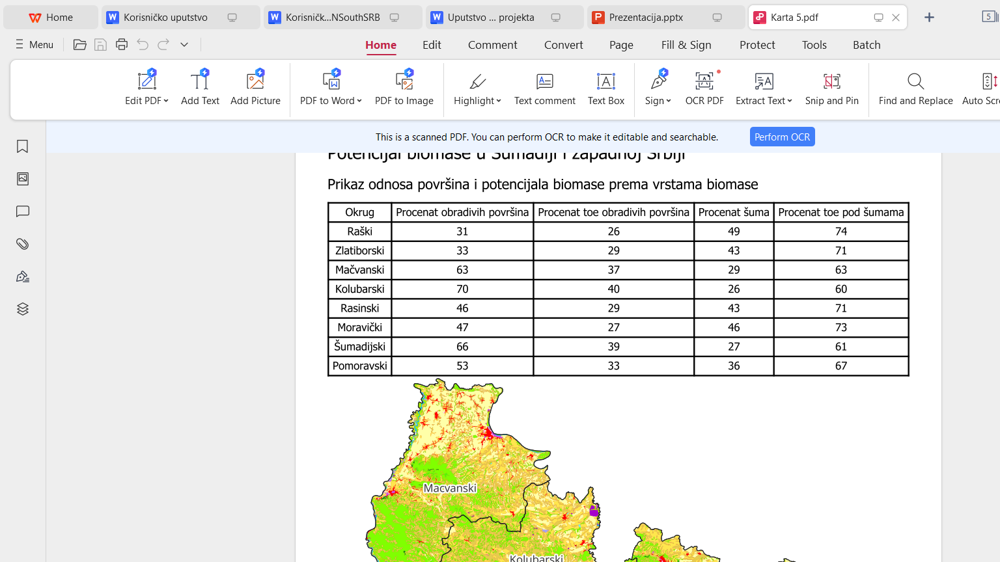 Home
Korisničko uputstvo
Korisničk...NSouthSRB
Uputstvo ... projekta
Prezentacija.pptx
Karta 5.pdf
5
Menu
Home Edit Comment Convert Page Fill & Sign Protect Tools Batch
Edit PDF Add Text Add Picture PDF to Word PDF to Image Highlight Text comment Text Box Sign OCR PDF Extract Text Snip and Pin Find and Replace Auto Scro
This is a scanned PDF. You can perform OCR to make it editable and searchable. Perform OCR
Potencijal biomase u Šumadiji i zapadnoj Srbiji
Prikaz odnosa površina i potencijala biomase prema vrstama biomase
Okrug Procenat obradivih površina Procenat toe obradivih površina Procenat šuma Procenat toe pod šumama
Raški 31 26 49 74
Zlatiborski 33 29 43 71
Mačvanski 63 37 29 63
Kolubarski 70 40 26 60
Rasinski 46 29 43 71
Moravički 47 27 46 73
Šumadijski 66 39 27 61
Pomoravski 53 33 36 67
Macvanski
Kolubarski